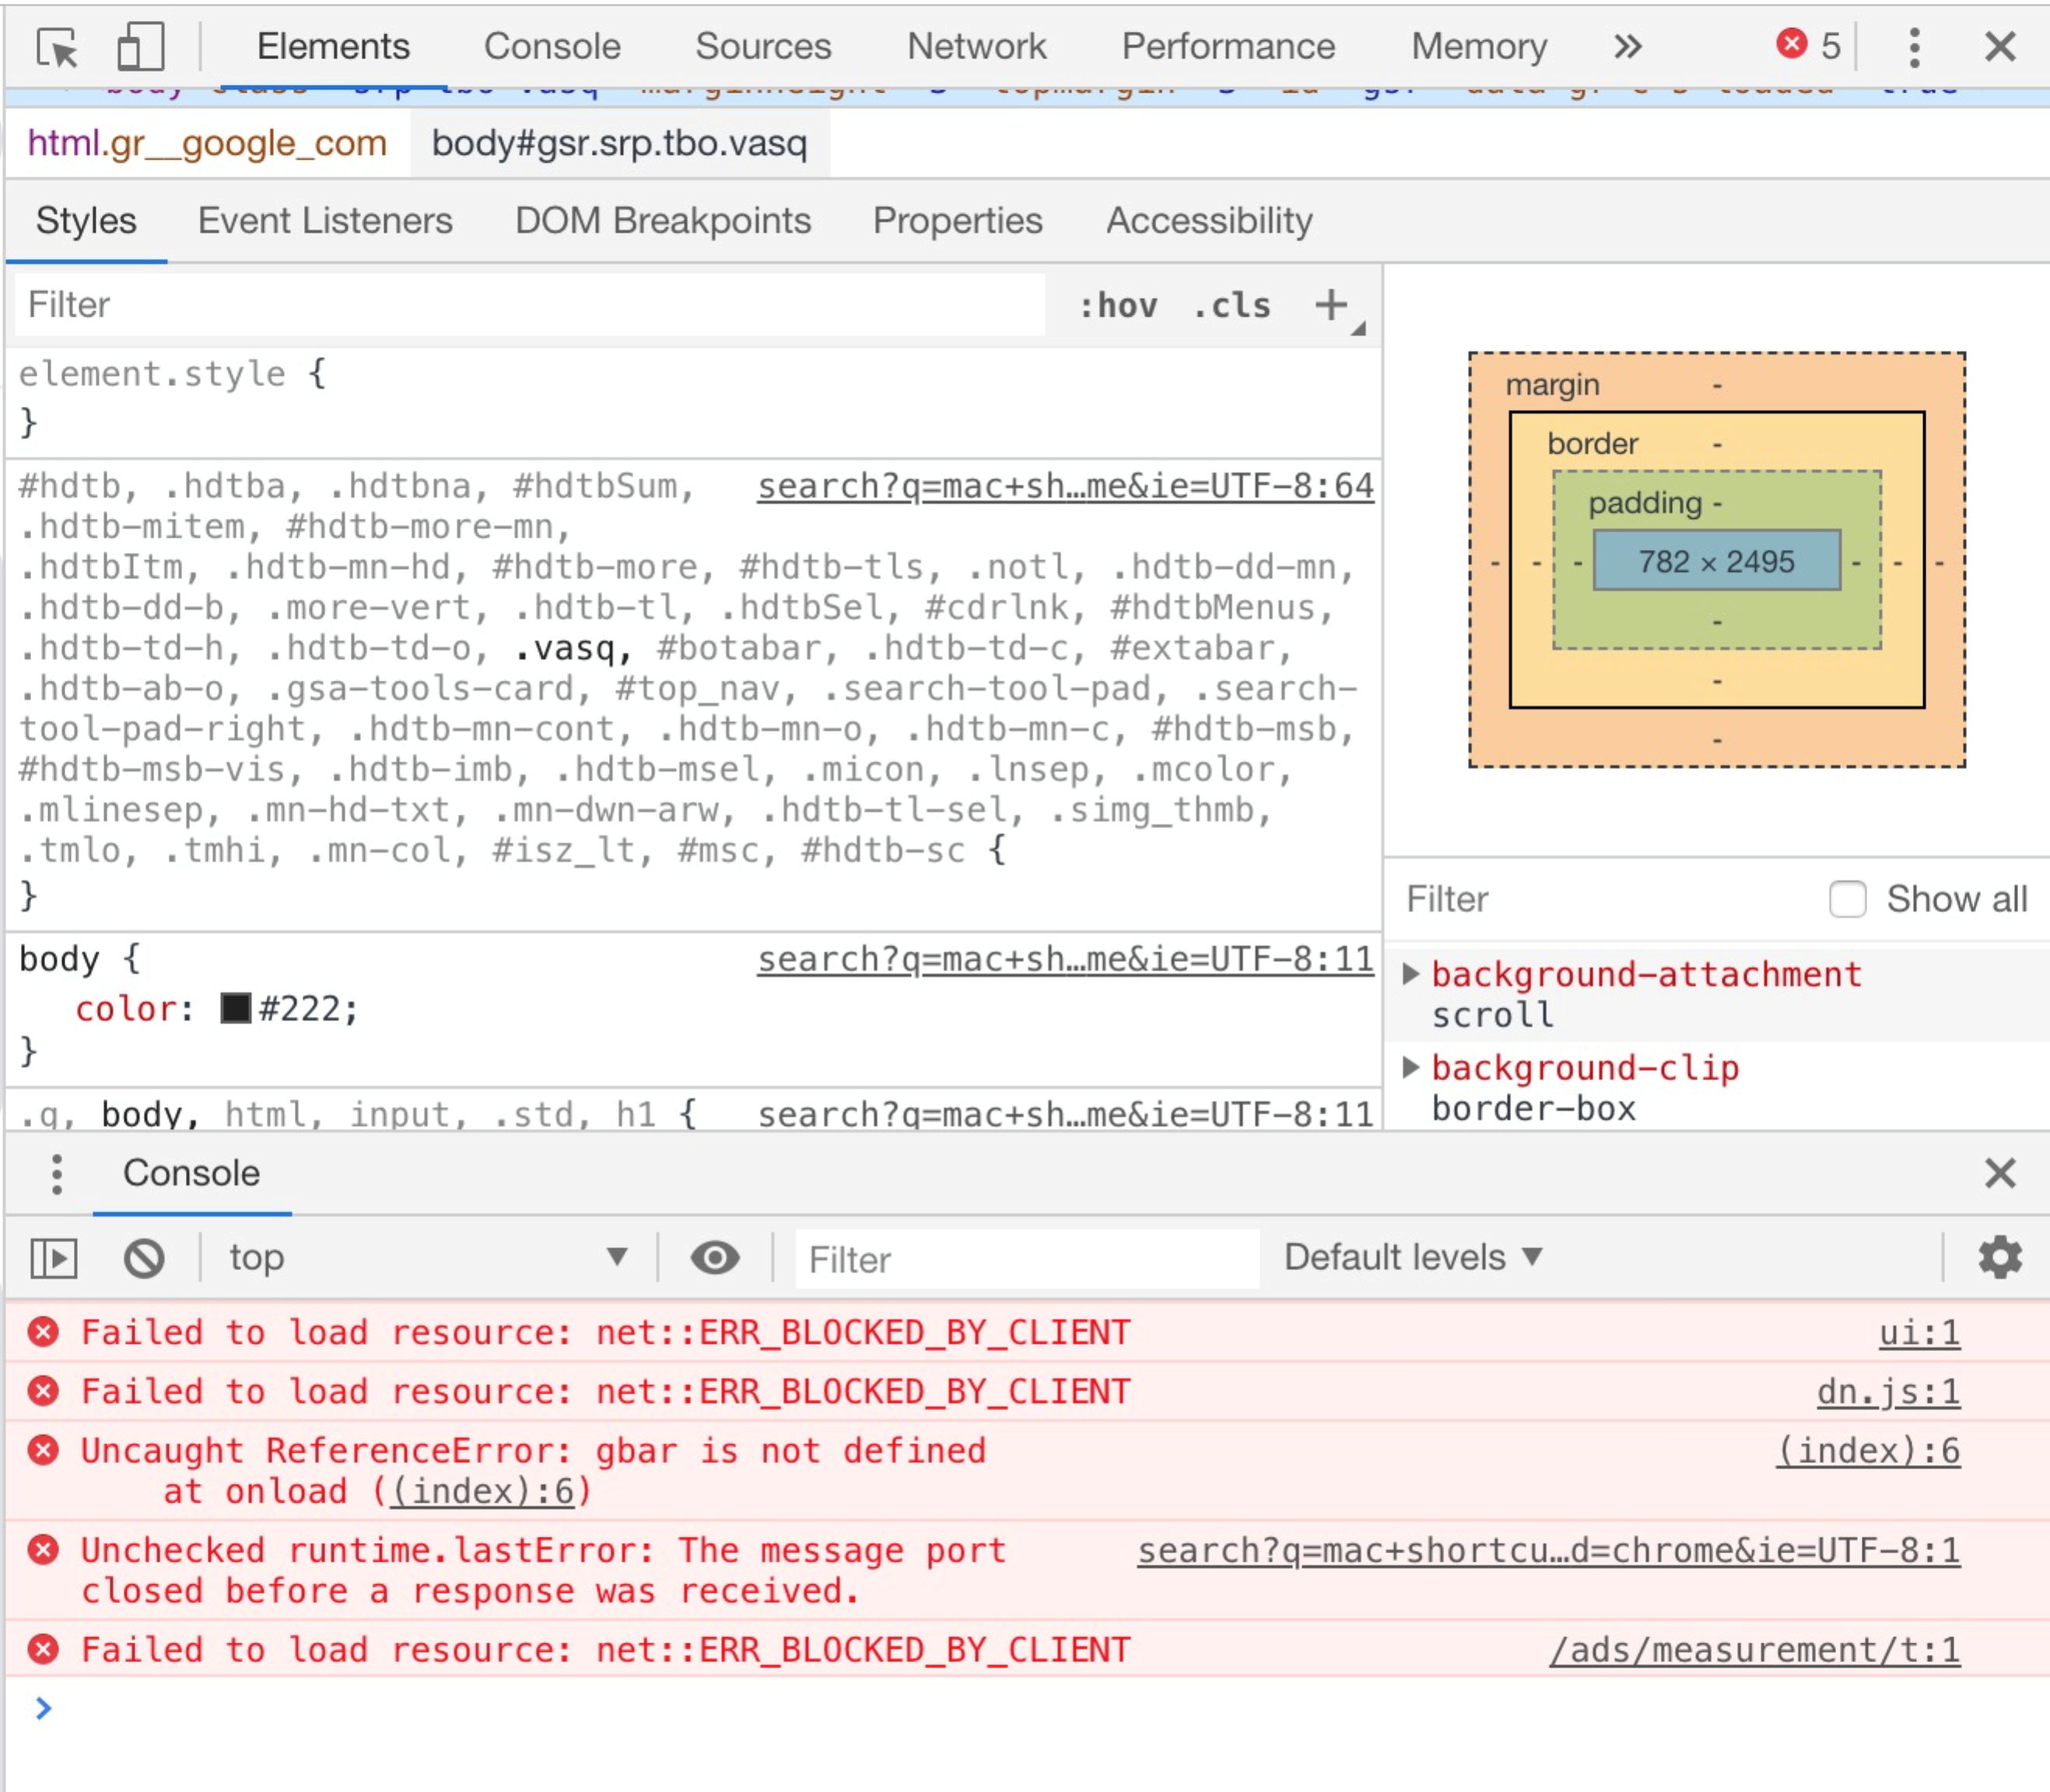 Elements Console Sources Network Performance Memory » 5
html.gr__google_com body#gsr.srp.tbo.vasq
Styles Event Listeners DOM Breakpoints Properties Accessibility
Filter :hov .cls +
element.style {
}
#hdtb, .hdtba, .hdtbna, #hdtbSum, search?q=mac+sh…me&ie=UTF-8:64
.hdtb-mitem, #hdtb-more-mn,
.hdtbItm, .hdtb-mn-hd, #hdtb-more, #hdtb-tls, .notl, .hdtb-dd-mn,
.hdtb-dd-b, .more-vert, .hdtb-tl, .hdtbSel, #cdrlnk, #hdtbMenus,
.hdtb-td-h, .hdtb-td-o, .vasq, #botabar, .hdtb-td-c, #extabar,
.hdtb-ab-o, .gsa-tools-card, #top_nav, .search-tool-pad, .search-
tool-pad-right, .hdtb-mn-cont, .hdtb-mn-o, .hdtb-mn-c, #hdtb-msb,
#hdtb-msb-vis, .hdtb-imb, .hdtb-msel, .micon, .lnsep, .mcolor,
.mlinesep, .mn-hd-txt, .mn-dwn-arw, .hdtb-tl-sel, .simg_thmb,
.tmlo, .tmhi, .mn-col, #isz_lt, #msc, #hdtb-sc {
}
body { search?q=mac+sh…me&ie=UTF-8:11
color: #222;
}
.q, body, html, input, .std, h1 { search?q=mac+sh…me&ie=UTF-8:11
margin -
border -
padding -
- - - 782 × 2495 - - -
-
-
-
Filter Show all
background-attachment
scroll
background-clip
border-box
Console
top Filter Default levels
Failed to load resource: net::ERR_BLOCKED_BY_CLIENT ui:1
Failed to load resource: net::ERR_BLOCKED_BY_CLIENT dn.js:1
Uncaught ReferenceError: gbar is not defined (index):6
at onload ((index):6)
Unchecked runtime.lastError: The message port search?q=mac+shortcu…d=chrome&ie=UTF-8:1
closed before a response was received.
Failed to load resource: net::ERR_BLOCKED_BY_CLIENT /ads/measurement/t:1